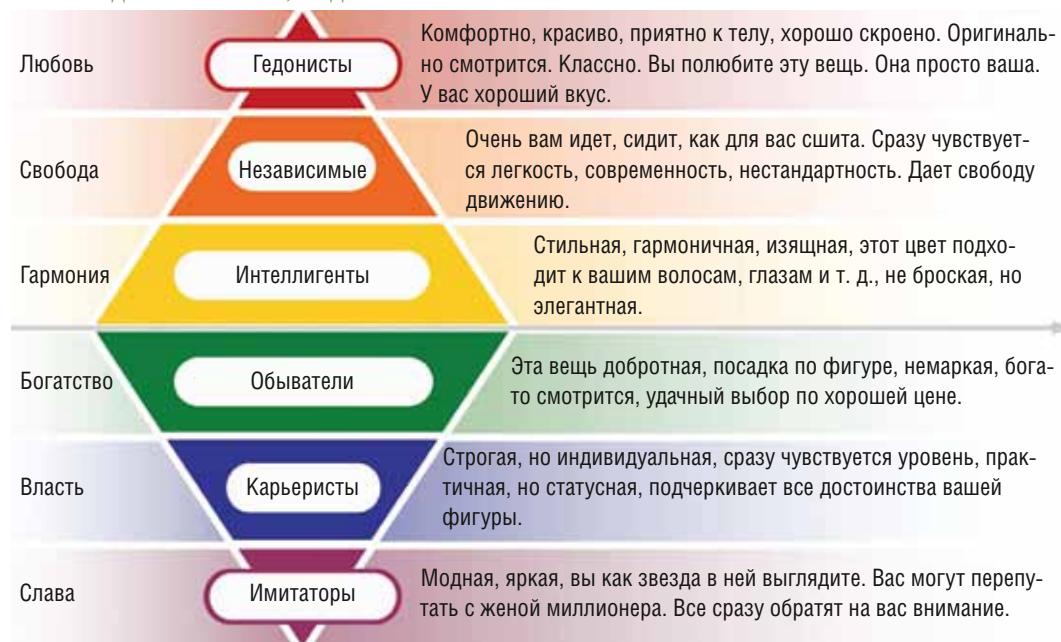 Комфортно, красиво, приятно к телу, хорошо скроено. Оригиналь-
Любовь Гедонисты но смотрится. Классно. Вы полюбите эту вещь. Она просто ваша.
У вас хороший вкус.
Очень вам идет, сидит, как для вас сшита. Сразу чувствует-
Свобода Независимые ся легкость, современность, нестандартность. Дает свободу
движению.
Стильная, гармоничная, изящная, этот цвет подхо-
Гармония Интеллигенты дит к вашим волосам, глазам и т. д., не броская, но
элегантная.
Эта вещь добротная, посадка по фигуре, немаркая, бога-
Богатство Обыватели то смотрится, удачный выбор по хорошей цене.
Строгая, но индивидуальная, сразу чувствуется уровень, прак-
Власть Карьеристы тичная, но статусная, подчеркивает все достоинства вашей
фигуры.
Модная, яркая, вы как звезда в ней выглядите. Вас могут перепу-
Слава Имитаторы тать с женой миллионера. Все сразу обратят на вас внимание.